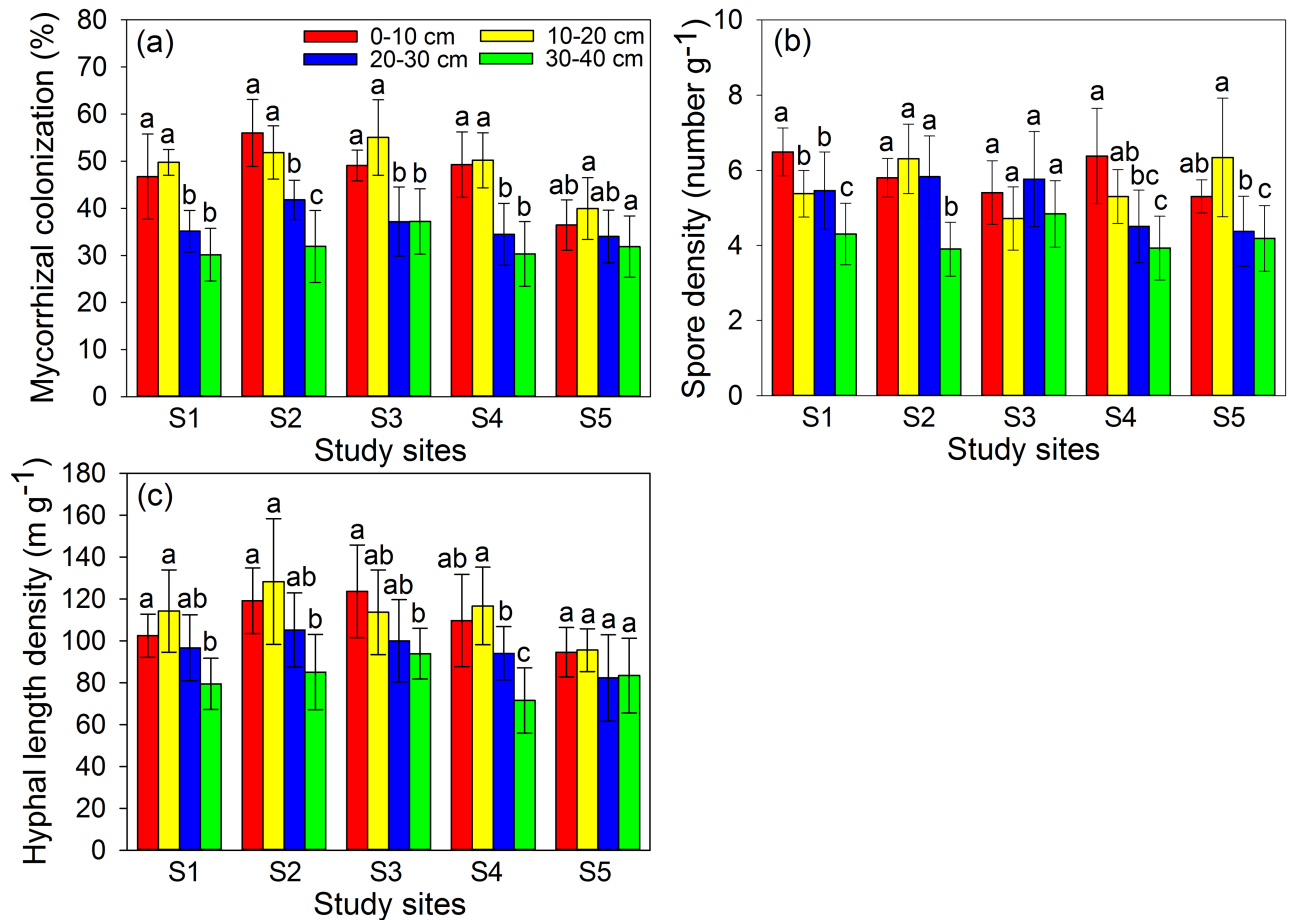 (a)
0-10 cm 10-20 cm
20-30 cm 30-40 cm
Mycorrhizal colonization (%)
80
70
60
50
40
30
20
10
0
a a b b a a b c a a b b a a b b ab a ab a
S1 S2 S3 S4 S5
Study sites
(b)
Spore density (number g-1)
10
8
6
4
2
0
a b b c a a a b a a a a a ab bc c ab a b c
S1 S2 S3 S4 S5
Study sites
(c)
Hyphal length density (m g-1)
180
160
140
120
100
80
60
40
20
0
a a ab b a a ab b a ab ab b ab a b c a a a a
S1 S2 S3 S4 S5
Study sites